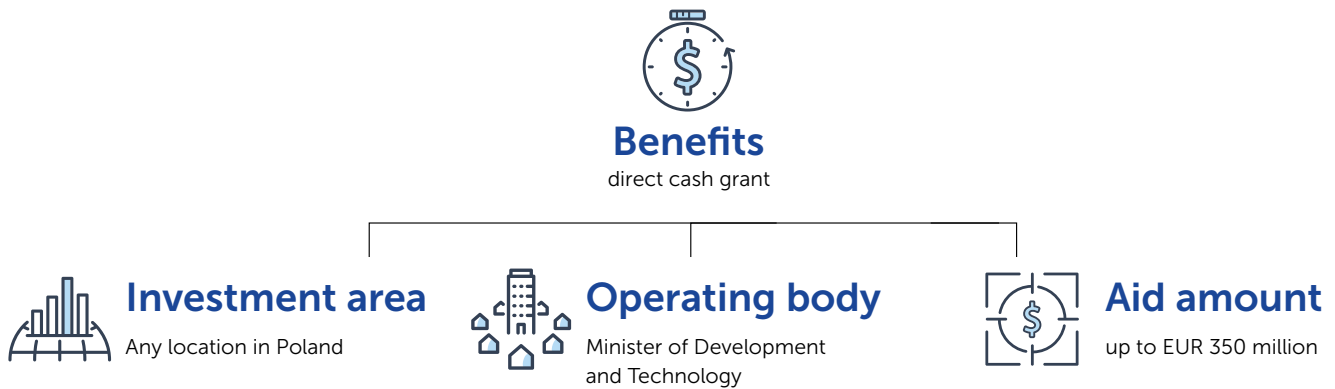 $
Benefits
direct cash grant
Investment area
Any location in Poland
Operating body
Minister of Development
and Technology
$
Aid amount
up to EUR 350 million